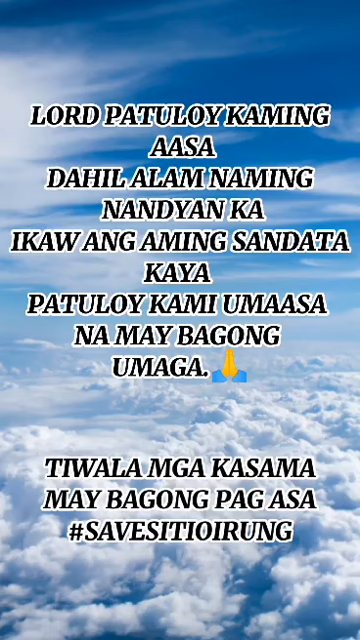 LORD PATULOY KAMING
AASA
DAHIL ALAM NAMING
NANDYAN KA
IKAW ANG AMING SANDATA
KAYA
PATULOY KAMI UMAASA
NA MAY BAGONG
UMAGA.🙏
TIWALA MGA KASAMA
MAY BAGONG PAG ASA
#SAVESITIOIRUNG